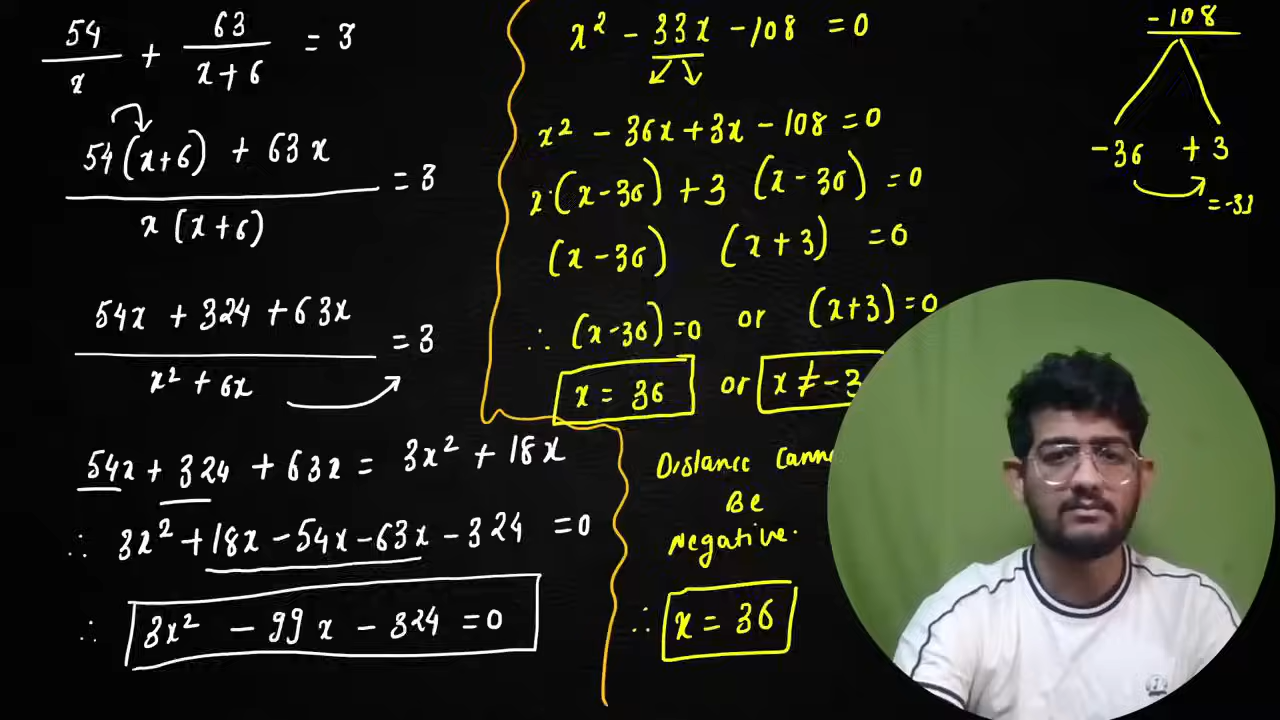 54/x + 63/(x+6) = 3
(54(x+6) + 63x)/(x(x+6)) = 3
(54x + 324 + 63x)/(x² + 6x) = 3
54x + 324 + 63x = 3x² + 18x
∴ 3x² + 18x - 54x - 63x - 324 = 0
∴ 3x² - 99x - 324 = 0
x² - 33x - 108 = 0
x² - 36x + 3x - 108 = 0
x·(x-36) + 3 (x-36) = 0
(x-36) (x+3) = 0
∴ (x-36)=0 or (x+3)=0
x = 36 or x ≠ -3
Distance
Be
Negative.
∴ x = 36
-108
-36 +3
= -33